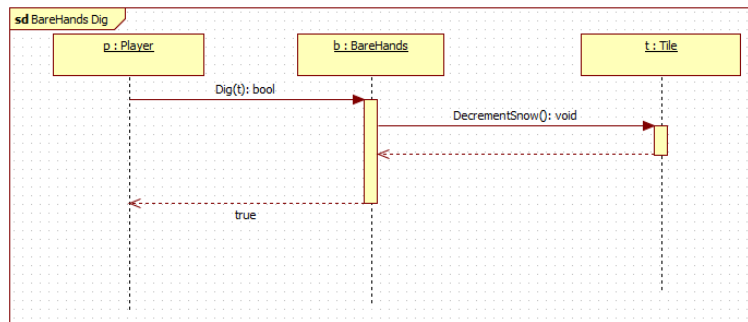 sd BareHands Dig
p : Player
b : BareHands
t : Tile
Dig(t): bool
DecrementSnow(): void
true